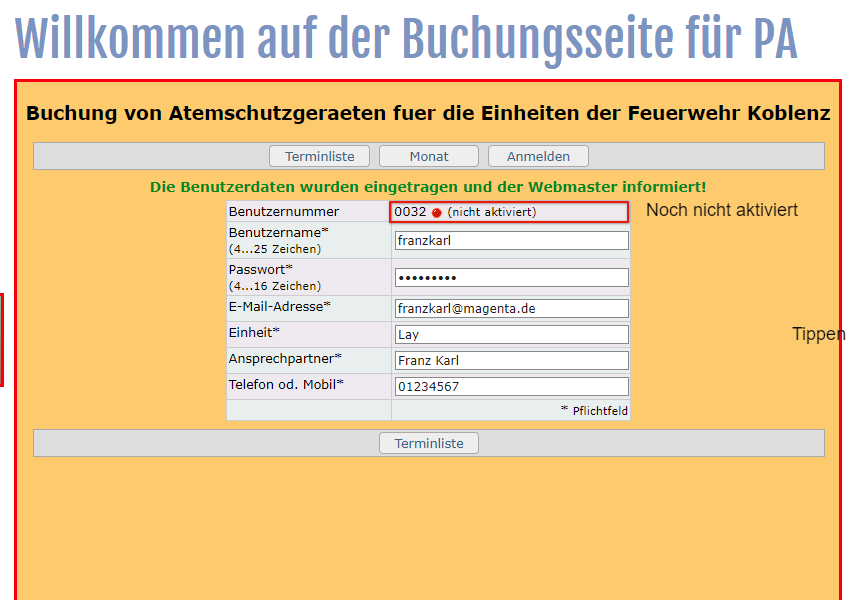 Willkommen auf der Buchungsseite für PA
Buchung von Atemschutzgeraeten fuer die Einheiten der Feuerwehr Koblenz
Terminliste Monat Anmelden
Die Benutzerdaten wurden eingetragen und der Webmaster informiert!
Benutzernummer 0032 (nicht aktiviert) Noch nicht aktiviert
Benutzername* franzkarl
(4...25 Zeichen)
Passwort* •••••••••
(4...16 Zeichen)
E-Mail-Adresse* franzkarl@magenta.de
Einheit* Lay Tippen
Ansprechpartner* Franz Karl
Telefon od. Mobil* 01234567
* Pflichtfeld
Terminliste